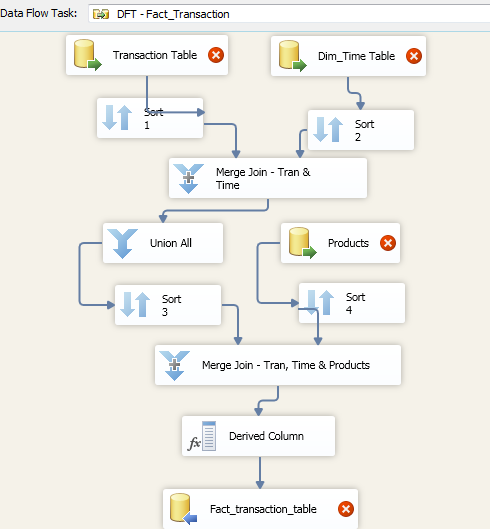 Data Flow Task: DFT - Fact_Transaction
Transaction Table
Dim_Time Table
Sort
1
Sort
2
Merge Join - Tran &
Time
Union All
Products
Sort
3
Sort
4
Merge Join - Tran, Time & Products
fx
Derived Column
Fact_transaction_table